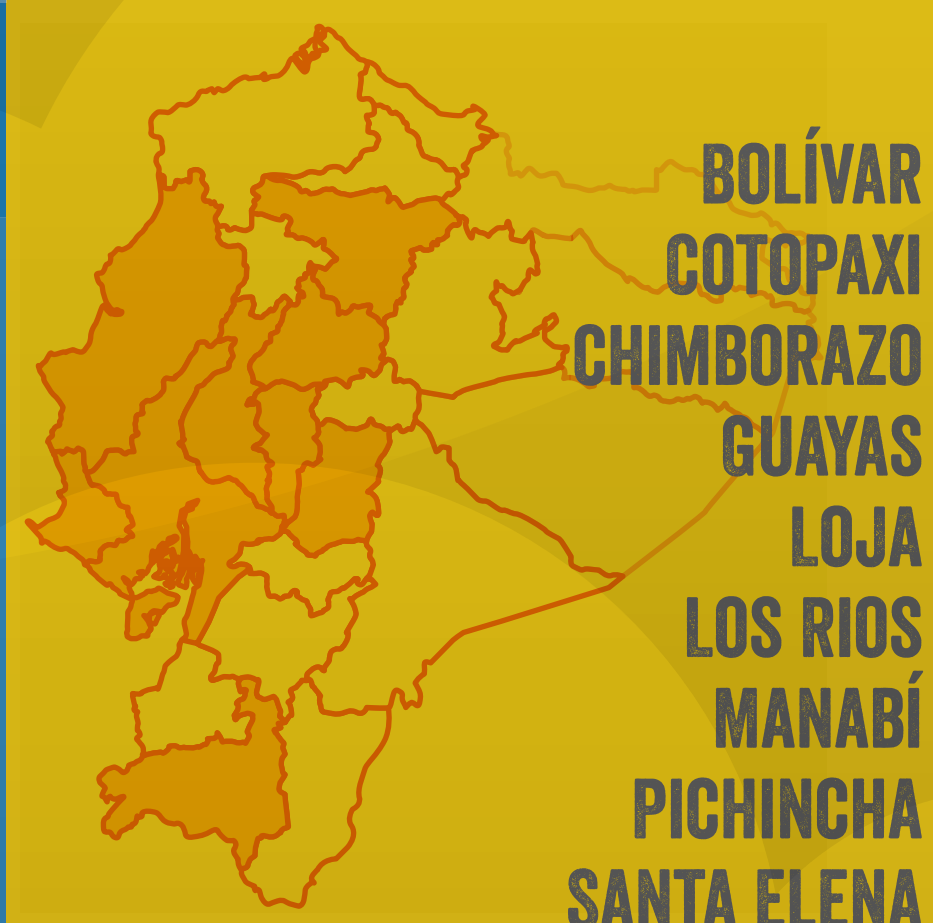 BOLÍVAR
COTOPAXI
CHIMBORAZO
GUAYAS
LOJA
LOS RIOS
MANABÍ
PICHINCHA
SANTA ELENA